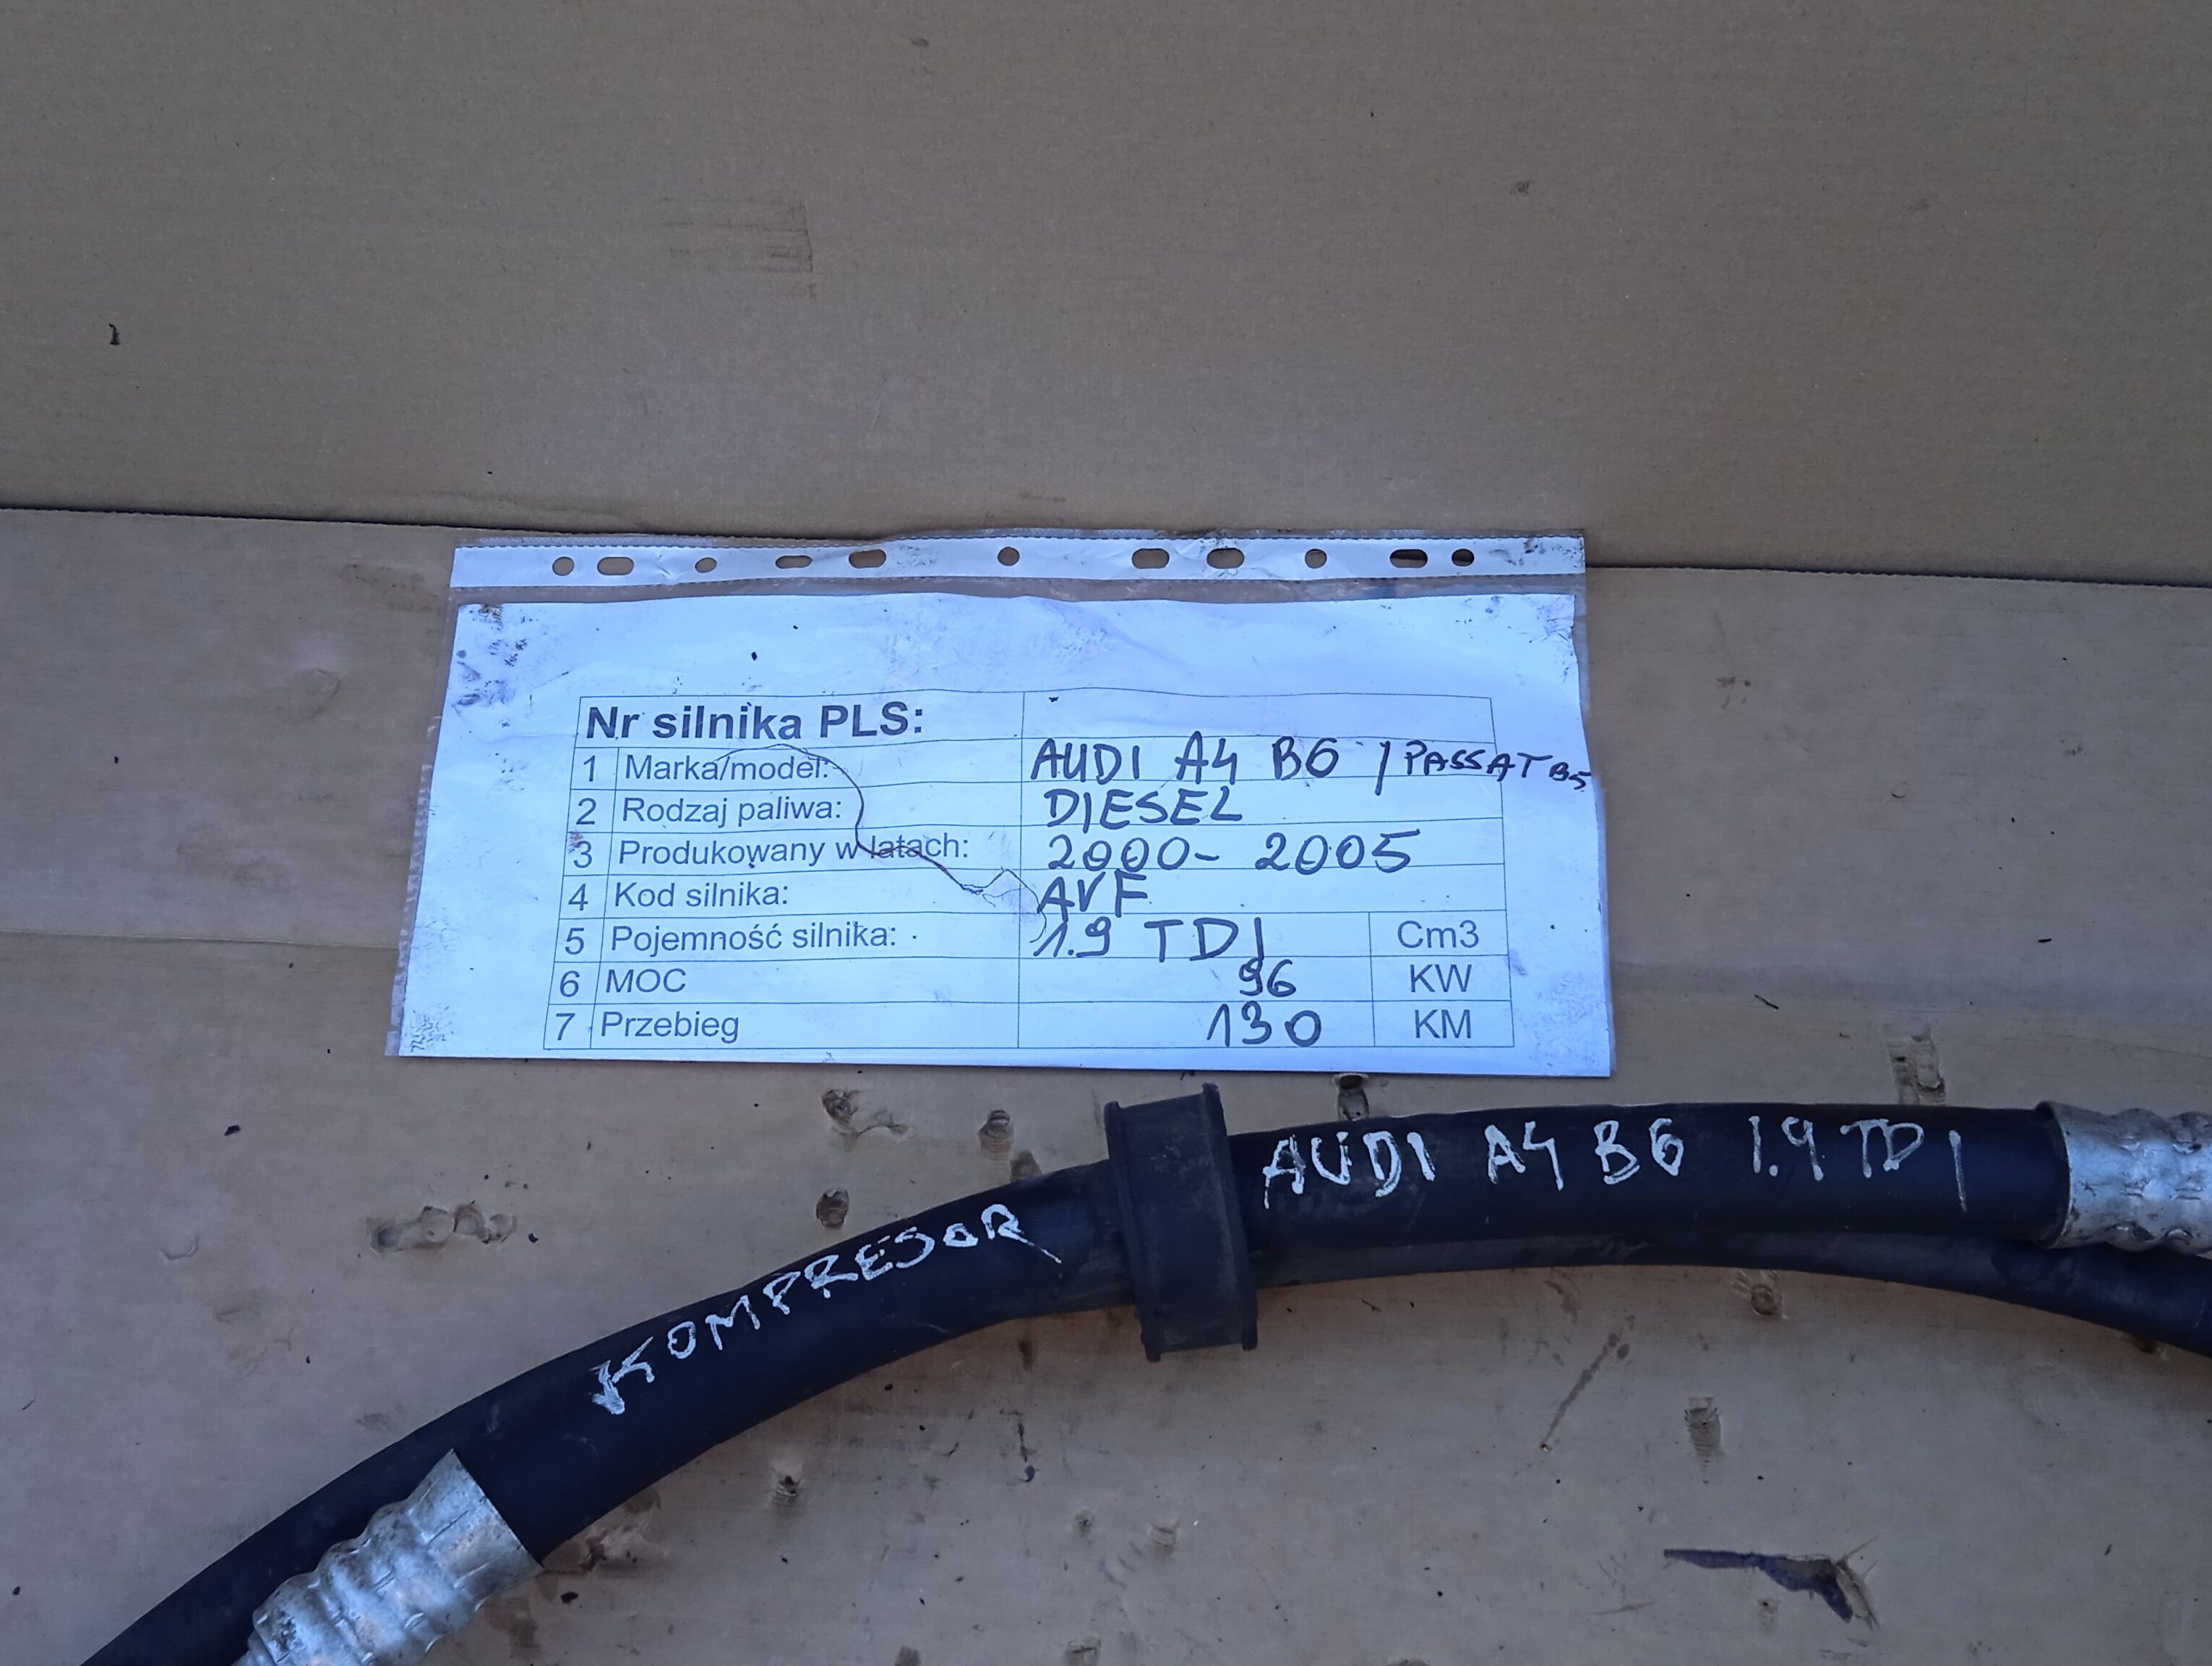 Nr silnika PLS:
1 Marka/model: AUDI A4 B6 / PASSAT B5
2 Rodzaj paliwa: DIESEL
3 Produkowany w latach: 2000- 2005
4 Kod silnika: AVF
5 Pojemność silnika: 1.9 TDI Cm3
6 MOC 96 KW
7 Przebieg 130 KM
KOMPRESOR AUDI A4 B6 1.9 TDI